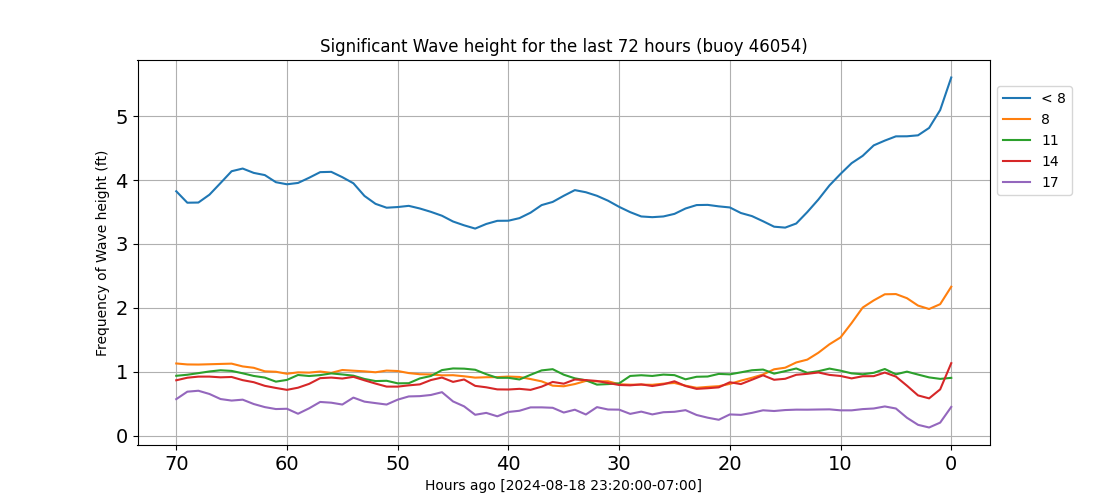 Significant Wave height for the last 72 hours (buoy 46054)
Frequency of Wave height (ft)
5
4
3
2
1
0
70 60 50 40 30 20 10 0
Hours ago [2024-08-18 23:20:00-07:00]
< 8
8
11
14
17